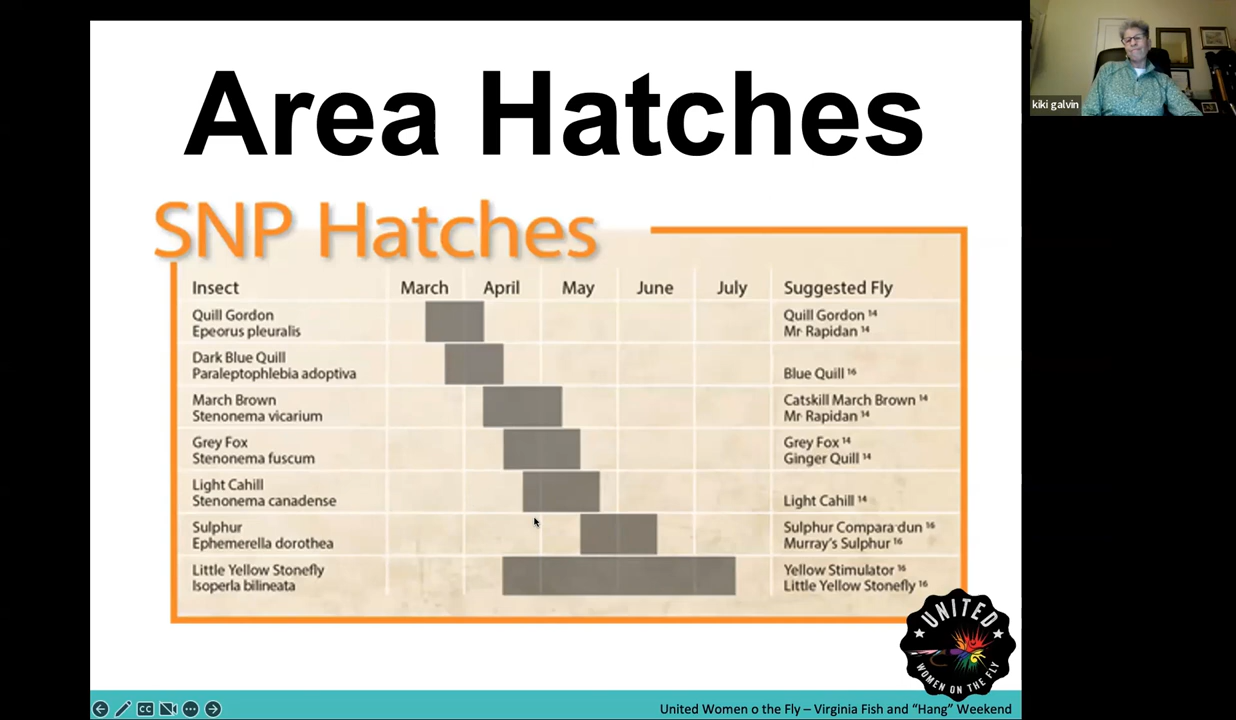 Area Hatches
kiki galvin
SNP Hatches
Insect March April May June July Suggested Fly
Quill Gordon Quill Gordon 14
Epeorus pleuralis Mr Rapidan 14
Dark Blue Quill
Paraleptophlebia adoptiva Blue Quill 16
March Brown Catskill March Brown 14
Stenonema vicarium Mr Rapidan 14
Grey Fox Grey Fox 14
Stenonema fuscum Ginger Quill 14
Light Cahill
Stenonema canadense Light Cahill 14
Sulphur Sulphur Compara-dun 16
Ephemerella dorothea Murray's Sulphur 16
Little Yellow Stonefly Yellow Stimulator 16
Isoperla bilineata Little Yellow Stonefly 16
UNITED
WOMEN ON THE FLY
CC
United Women o the Fly – Virginia Fish and “Hang” Weekend